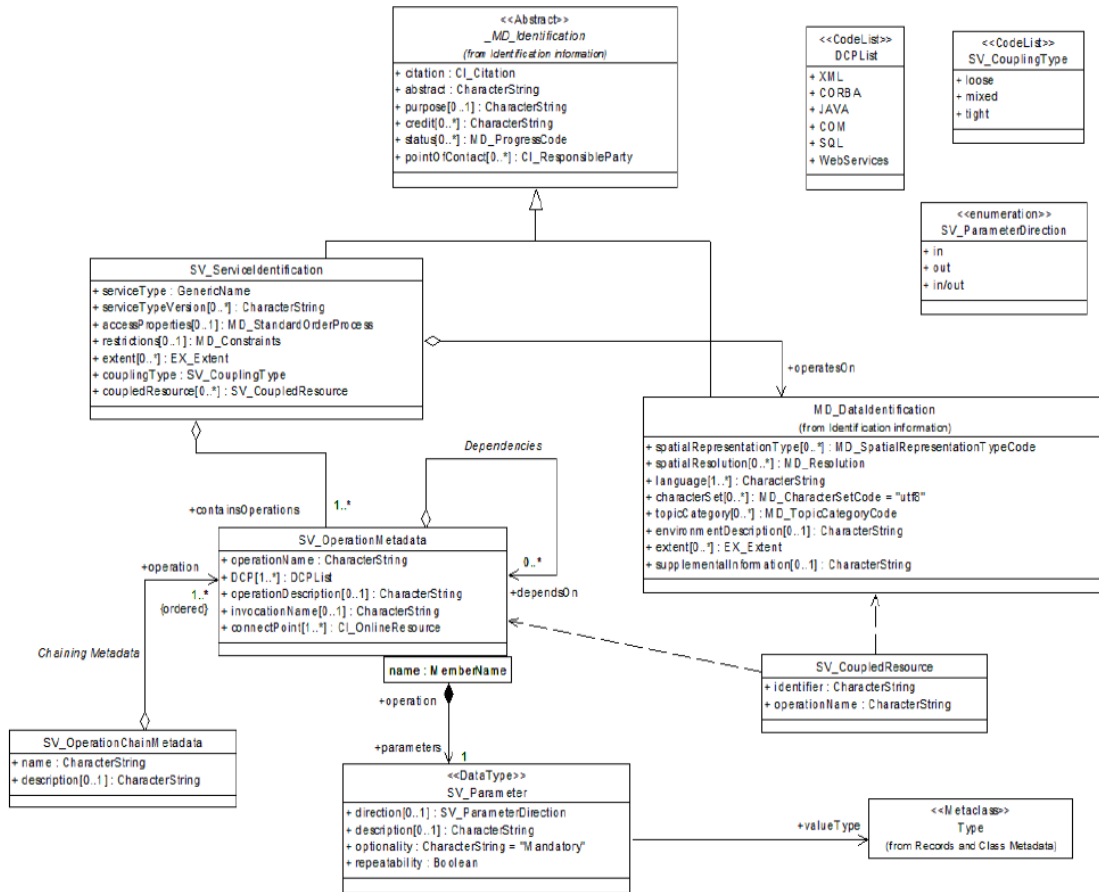 <<Abstract>>
_MD_Identification
(from Identification information)
+ citation : CI_Citation
+ abstract : CharacterString
+ purpose[0..1] : CharacterString
+ credit[0..*] : CharacterString
+ status[0..*] : MD_ProgressCode
+ pointOfContact[0..*] : CI_ResponsibleParty
<<CodeList>>
DCPList
+ XML
+ CORBA
+ JAVA
+ COM
+ SQL
+ WebServices
<<CodeList>>
SV_CouplingType
+ loose
+ mixed
+ tight
<<enumeration>>
SV_ParameterDirection
+ in
+ out
+ in/out
SV_ServiceIdentification
+ serviceType : GenericName
+ serviceTypeVersion[0..*] : CharacterString
+ accessProperties[0..1] : MD_StandardOrderProcess
+ restrictions[0..1] : MD_Constraints
+ extent[0..*] : EX_Extent
+ couplingType : SV_CouplingType
+ coupledResource[0..*] : SV_CoupledResource
+operatesOn
MD_DataIdentification
(from Identification information)
+ spatialRepresentationType[0..*] : MD_SpatialRepresentationTypeCode
+ spatialResolution[0..*] : MD_Resolution
+ language[1..*] : CharacterString
+ characterSet[0..*] : MD_CharacterSetCode = "utf8"
+ topicCategory[0..*] : MD_TopicCategoryCode
+ environmentDescription[0..1] : CharacterString
+ extent[0..*] : EX_Extent
+ supplementalInformation[0..1] : CharacterString
Dependencies
+containsOperations
1..*
SV_OperationMetadata
+ operationName : CharacterString
+ DCP[1..*] : DCPList
+ operationDescription[0..1] : CharacterString
+ invocationName[0..1] : CharacterString
+ connectPoint[1..*] : CI_OnlineResource
0..*
+dependsOn
+operation
1..*
{ordered}
Chaining Metadata
name : MemberName
+operation
+parameters
1
SV_CoupledResource
+ identifier : CharacterString
+ operationName : CharacterString
SV_OperationChainMetadata
+ name : CharacterString
+ description[0..1] : CharacterString
<<DataType>>
SV_Parameter
+ direction[0..1] : SV_ParameterDirection
+ description[0..1] : CharacterString
+ optionality : CharacterString = "Mandatory"
+ repeatability : Boolean
+valueType
<<Metaclass>>
Type
(from Records and Class Metadata)